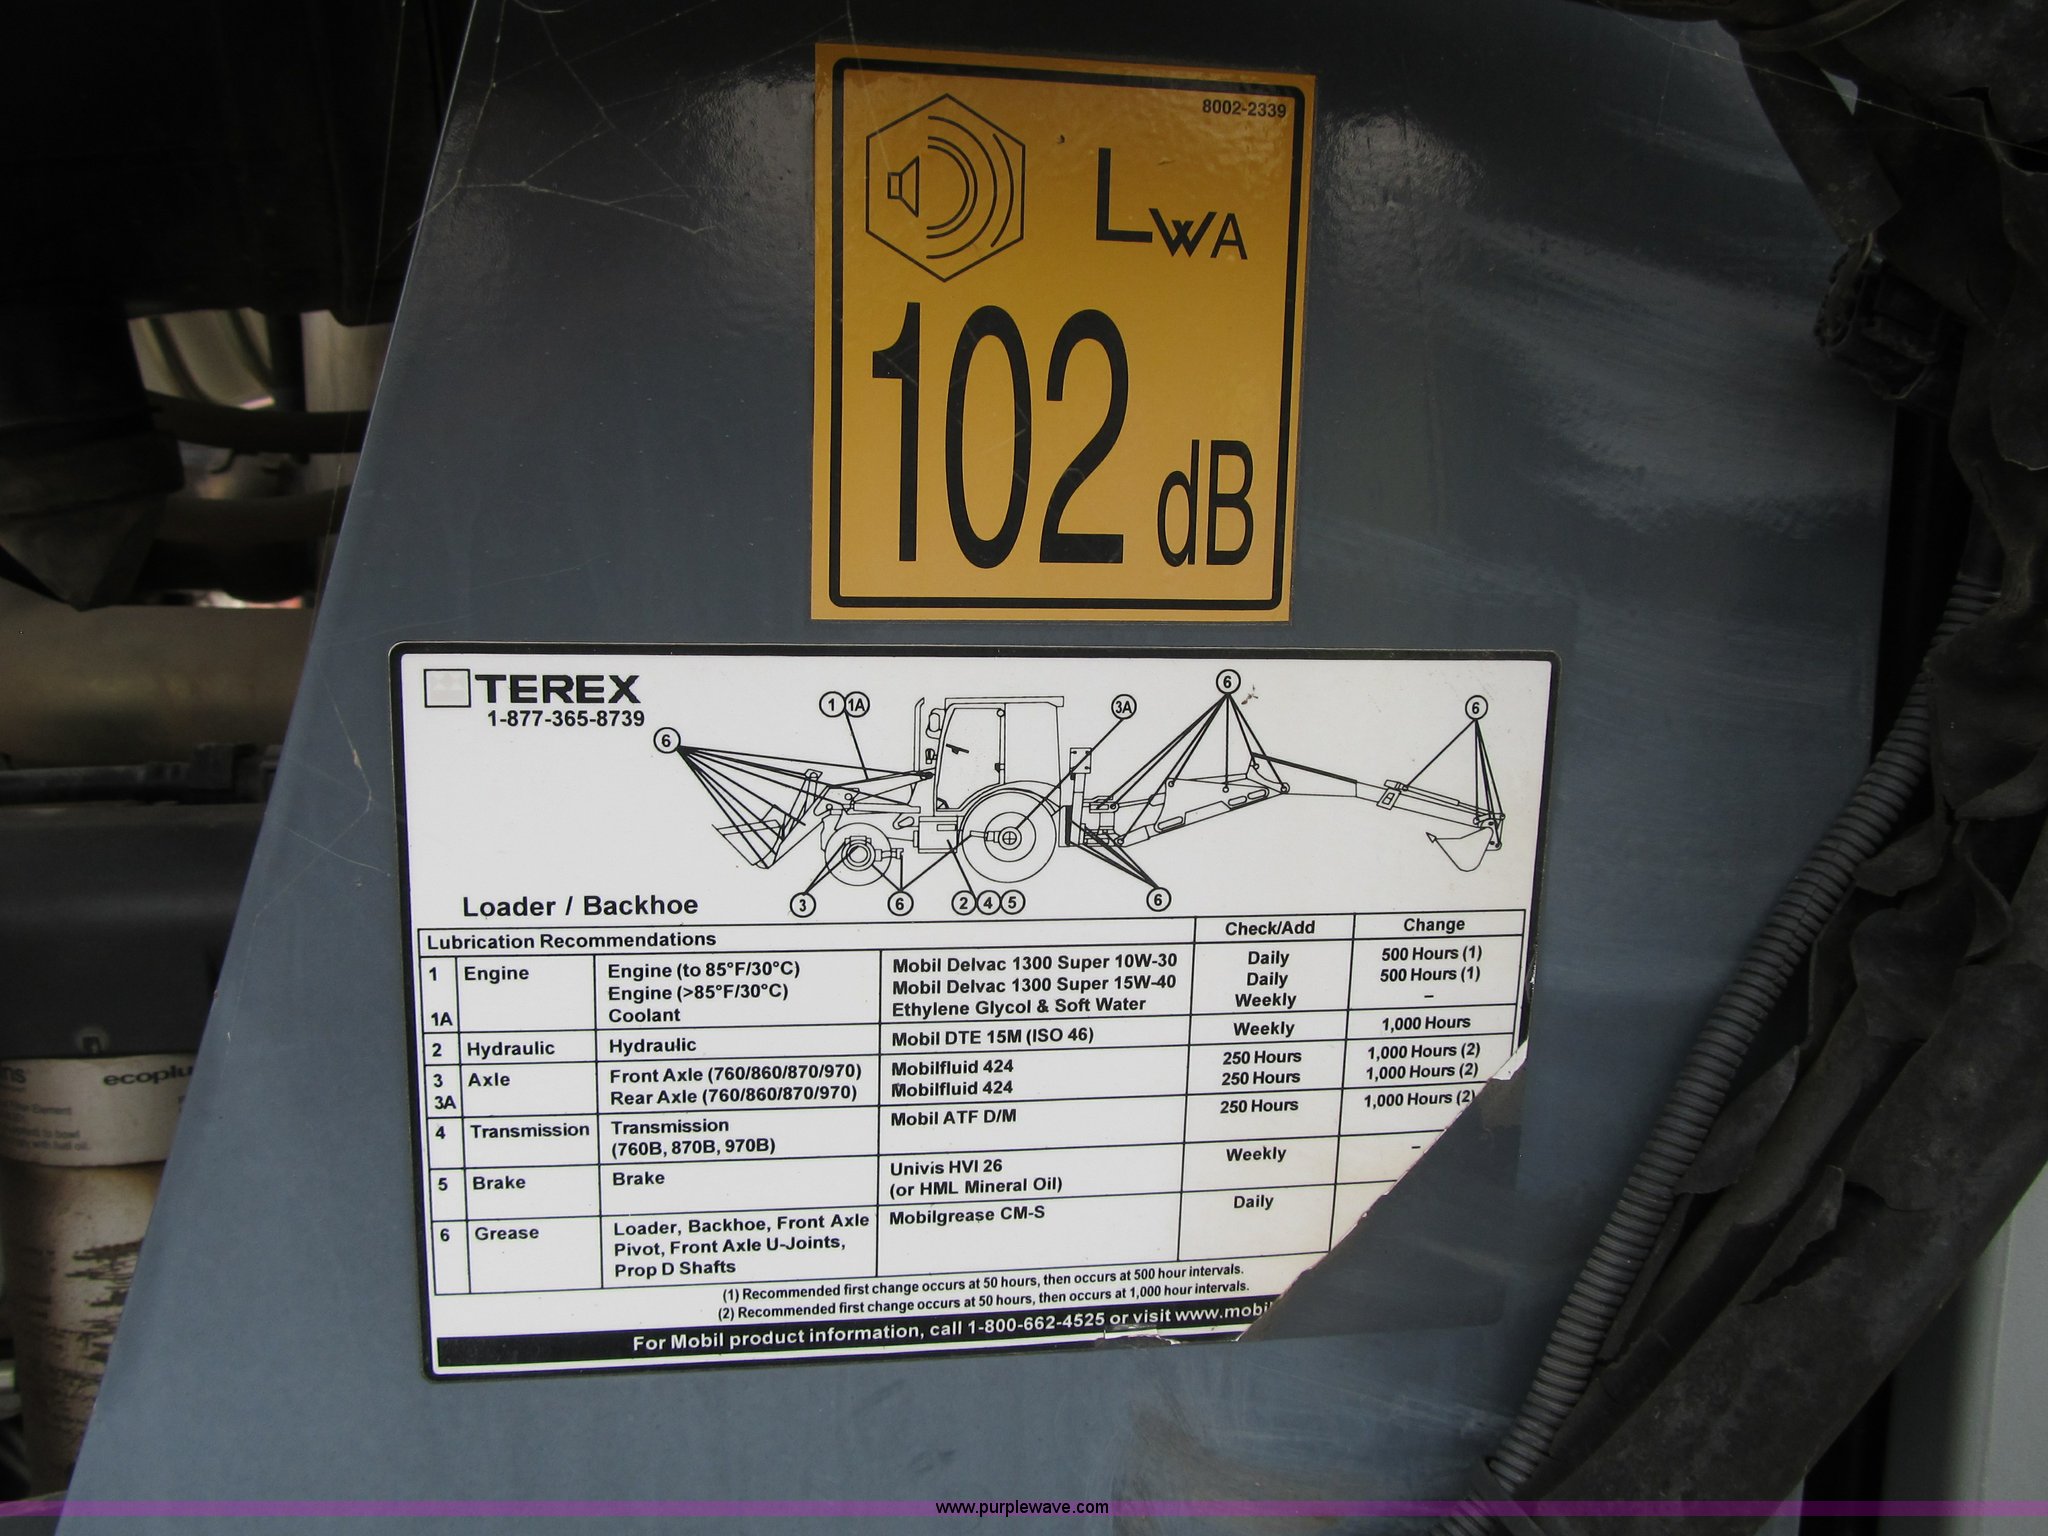 8002-2339
LWA
102 dB
TEREX
1-877-365-8739
6
1 1A
3A
6
6
3
6
2 4 5
6
Loader / Backhoe
Lubrication Recommendations Check/Add Change
1 Engine Engine (to 85°F/30°C) Mobil Delvac 1300 Super 10W-30 Daily 500 Hours (1)
Engine (>85°F/30°C) Mobil Delvac 1300 Super 15W-40 Daily 500 Hours (1)
1A Coolant Ethylene Glycol & Soft Water Weekly –
2 Hydraulic Hydraulic Mobil DTE 15M (ISO 46) Weekly 1,000 Hours
3 Axle Front Axle (760/860/870/970) Mobilfluid 424 250 Hours 1,000 Hours (2)
3A Rear Axle (760/860/870/970) Mobilfluid 424 250 Hours 1,000 Hours (2)
4 Transmission Transmission Mobil ATF D/M 250 Hours 1,000 Hours (2)
(760B, 870B, 970B)
5 Brake Brake Univis HVI 26 Weekly –
(or HML Mineral Oil)
6 Grease Loader, Backhoe, Front Axle Mobilgrease CM-S Daily
Pivot, Front Axle U-Joints,
Prop D Shafts
(1) Recommended first change occurs at 50 hours, then occurs at 500 hour intervals.
(2) Recommended first change occurs at 50 hours, then occurs at 1,000 hour intervals.
For Mobil product information, call 1-800-662-4525 or visit www.mobil
ecoplu
Element
with fuel oil.
www.purplewave.com